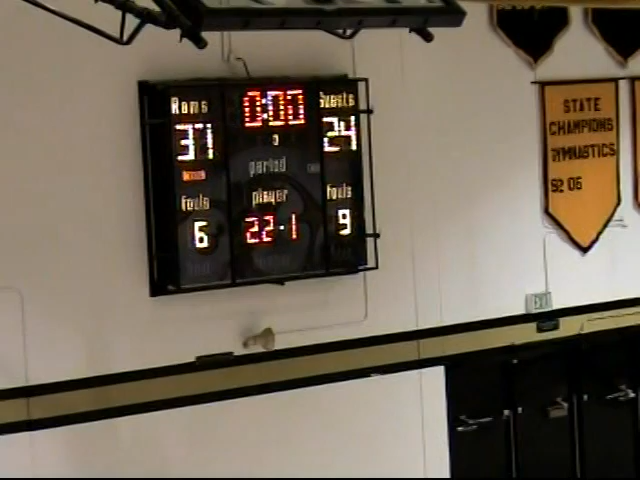 Rams
0:00
Guests
37
24
period
fouls
player
fouls
6
22-1
9
STATE
CHAMPIONS
GYMNASTICS
92 06
EXIT